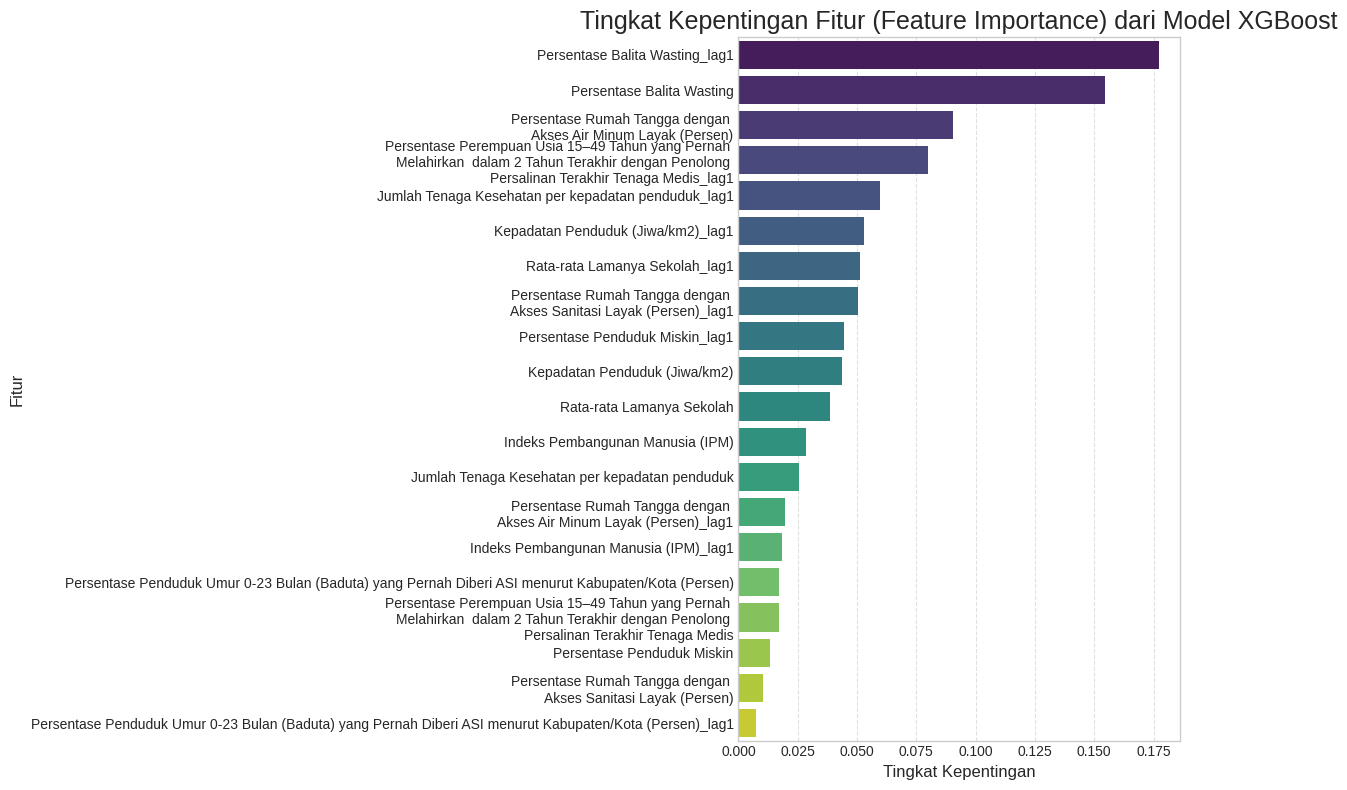 Tingkat Kepentingan Fitur (Feature Importance) dari Model XGBoost
Fitur
Persentase Balita Wasting_lag1
Persentase Balita Wasting
Persentase Rumah Tangga dengan
Akses Air Minum Layak (Persen)
Persentase Perempuan Usia 15–49 Tahun yang Pernah
Melahirkan  dalam 2 Tahun Terakhir dengan Penolong
Persalinan Terakhir Tenaga Medis_lag1
Jumlah Tenaga Kesehatan per kepadatan penduduk_lag1
Kepadatan Penduduk (Jiwa/km2)_lag1
Rata-rata Lamanya Sekolah_lag1
Persentase Rumah Tangga dengan
Akses Sanitasi Layak (Persen)_lag1
Persentase Penduduk Miskin_lag1
Kepadatan Penduduk (Jiwa/km2)
Rata-rata Lamanya Sekolah
Indeks Pembangunan Manusia (IPM)
Jumlah Tenaga Kesehatan per kepadatan penduduk
Persentase Rumah Tangga dengan
Akses Air Minum Layak (Persen)_lag1
Indeks Pembangunan Manusia (IPM)_lag1
Persentase Penduduk Umur 0-23 Bulan (Baduta) yang Pernah Diberi ASI menurut Kabupaten/Kota (Persen)
Persentase Perempuan Usia 15–49 Tahun yang Pernah
Melahirkan  dalam 2 Tahun Terakhir dengan Penolong
Persalinan Terakhir Tenaga Medis
Persentase Penduduk Miskin
Persentase Rumah Tangga dengan
Akses Sanitasi Layak (Persen)
Persentase Penduduk Umur 0-23 Bulan (Baduta) yang Pernah Diberi ASI menurut Kabupaten/Kota (Persen)_lag1
0.000 0.025 0.050 0.075 0.100 0.125 0.150 0.175
Tingkat Kepentingan